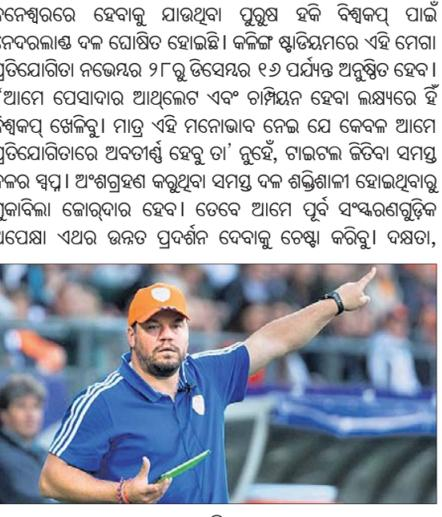 ବନେଶ୍ୱରରେ ହେବାକୁ ଯାଉଥିବା ପୁରୁଷ ହକି ବିଶ୍ୱକପ୍ ପାଇଁ
ନେଦରଲାଣ୍ଡ ଦଳ ଘୋଷିତ ହୋଇଛି। କଳିଙ୍ଗ ଷ୍ଟାଡିୟମରେ ଏହି ମେଗା
ପ୍ରତିଯୋଗିତା ନଭେମ୍ବର ୨୮ରୁ ଡିସେମ୍ବର ୧୬ ପର୍ଯ୍ୟନ୍ତ ଅନୁଷ୍ଠିତ ହେବ।
‘ଆମେ ପେସାଦାର ଆଥ୍‌ଲେଟ ଏବଂ ଚାମ୍ପିୟନ ହେବା ଲକ୍ଷ୍ୟରେ ହିଁ
ବିଶ୍ୱକପ୍ ଖେଳିବୁ। ମାତ୍ର ଏହି ମନୋଭାବ ନେଇ ଯେ କେବଳ ଆମେ
ପ୍ରତିଯୋଗିତାରେ ଅବତୀର୍ଣ୍ଣ ହେବୁ ତା’ ନୁହେଁ, ଟାଇଟଲ ଜିତିବା ସମସ୍ତ
ଦଳର ସ୍ୱପ୍ନ। ଅଂଶଗ୍ରହଣ କରୁଥିବା ସମସ୍ତ ଦଳ ଶକ୍ତିଶାଳୀ ହୋଇଥିବାରୁ
ମୁକାବିଲା ଜୋର୍‌ଦାର ହେବ। ତେବେ ଆମେ ପୂର୍ବ ସଂସ୍କରଣଗୁଡ଼ିକ
ଅପେକ୍ଷା ଏଥର ଉନ୍ନତ ପ୍ରଦର୍ଶନ ଦେବାକୁ ଚେଷ୍ଟା କରିବୁ। ଦକ୍ଷତା,